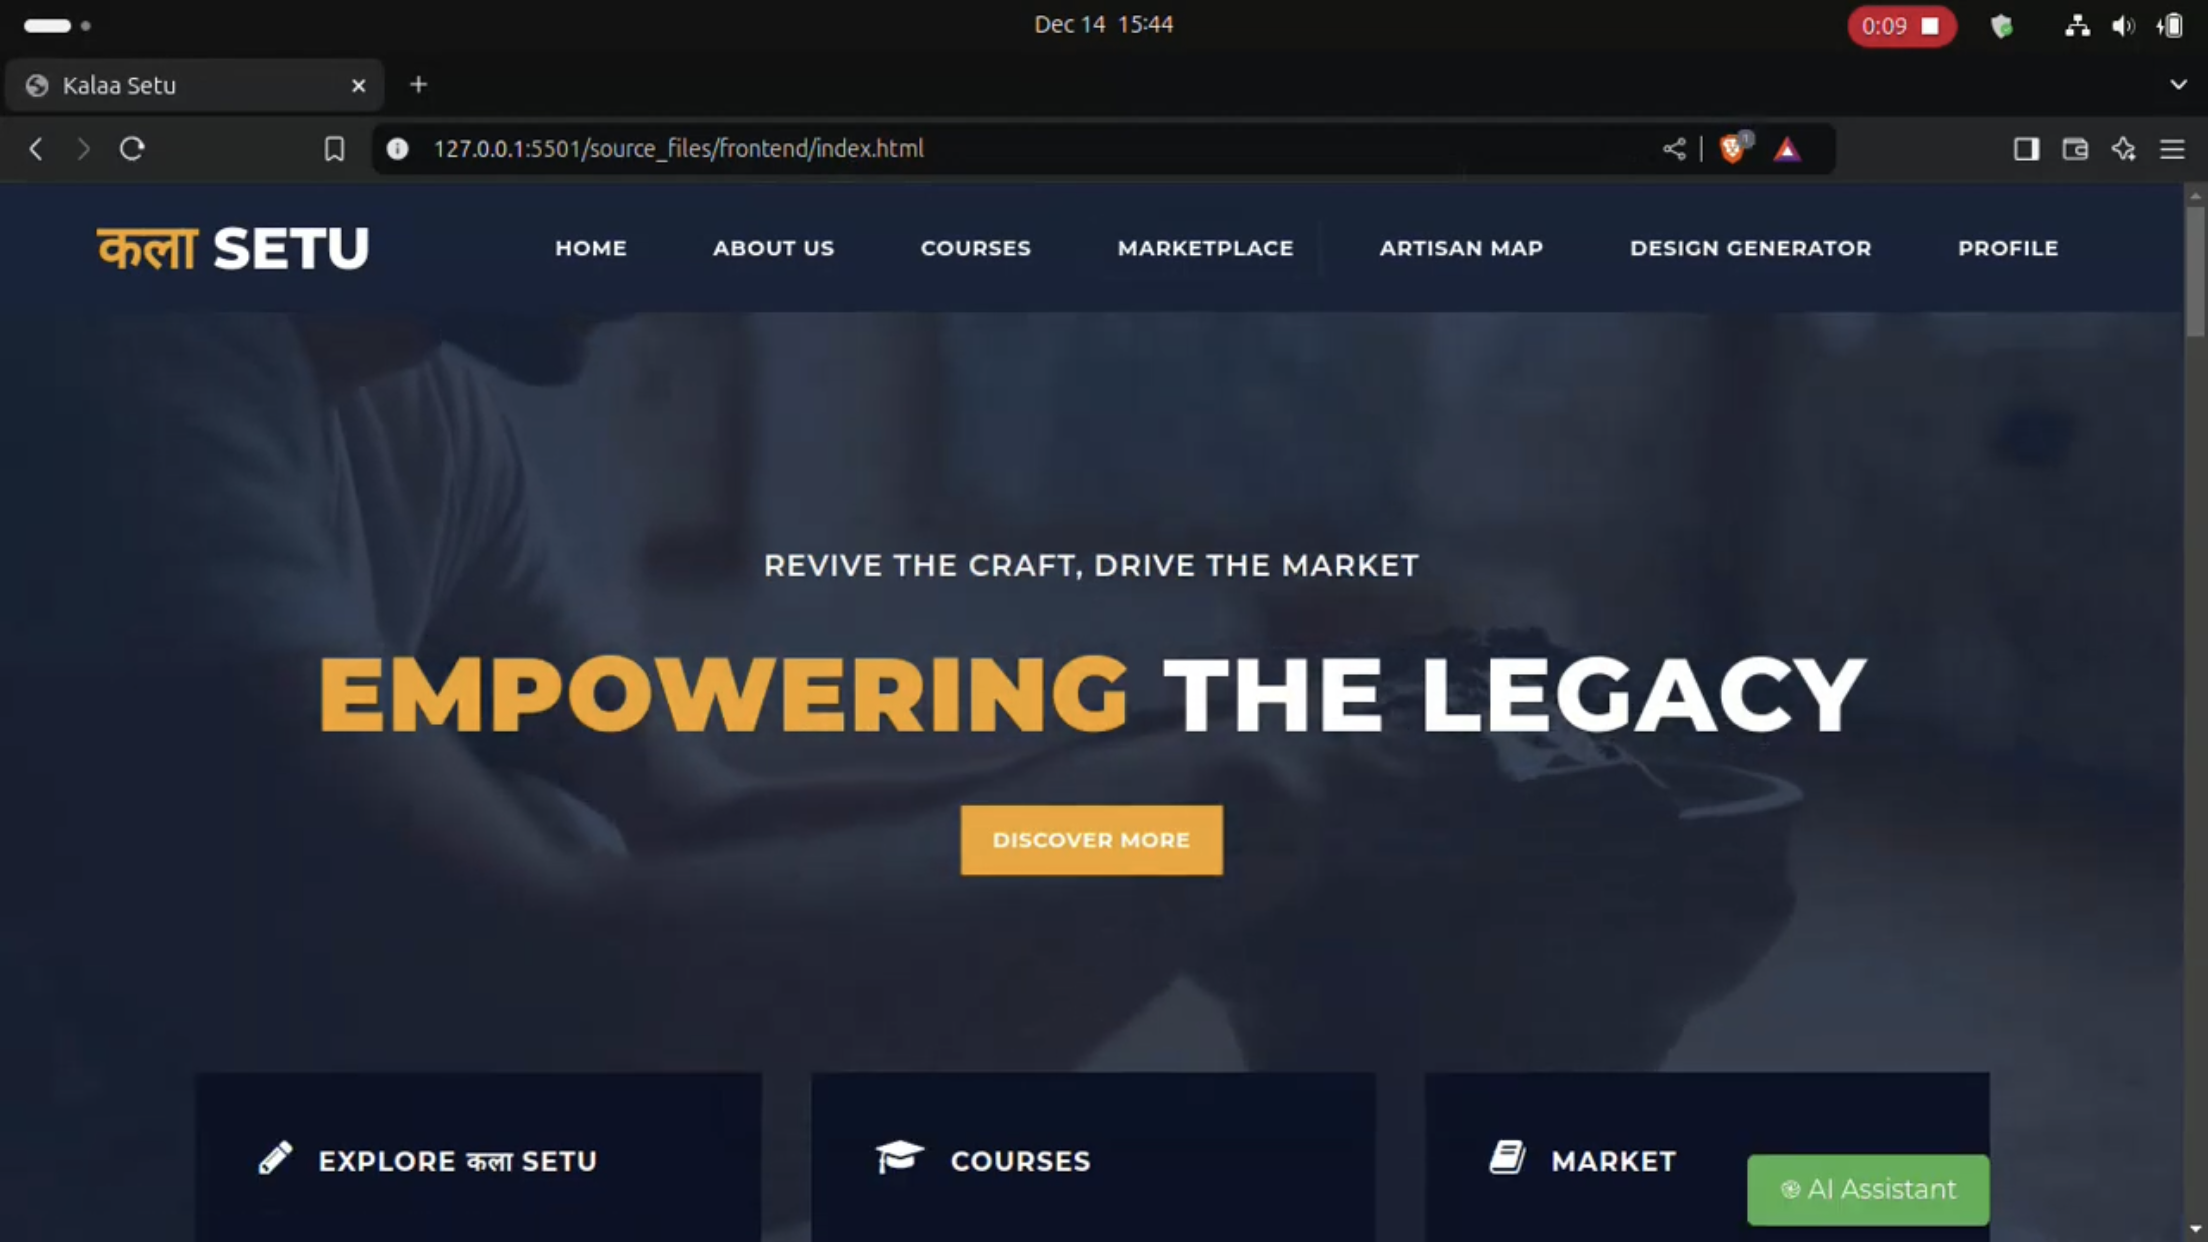 Dec 14 15:44
0:09
Kalaa Setu
127.0.0.1:5501/source_files/frontend/index.html
1
कला SETU
HOME
ABOUT US
COURSES
MARKETPLACE
ARTISAN MAP
DESIGN GENERATOR
PROFILE
REVIVE THE CRAFT, DRIVE THE MARKET
EMPOWERING THE LEGACY
DISCOVER MORE
EXPLORE कला SETU
COURSES
MARKET
AI Assistant